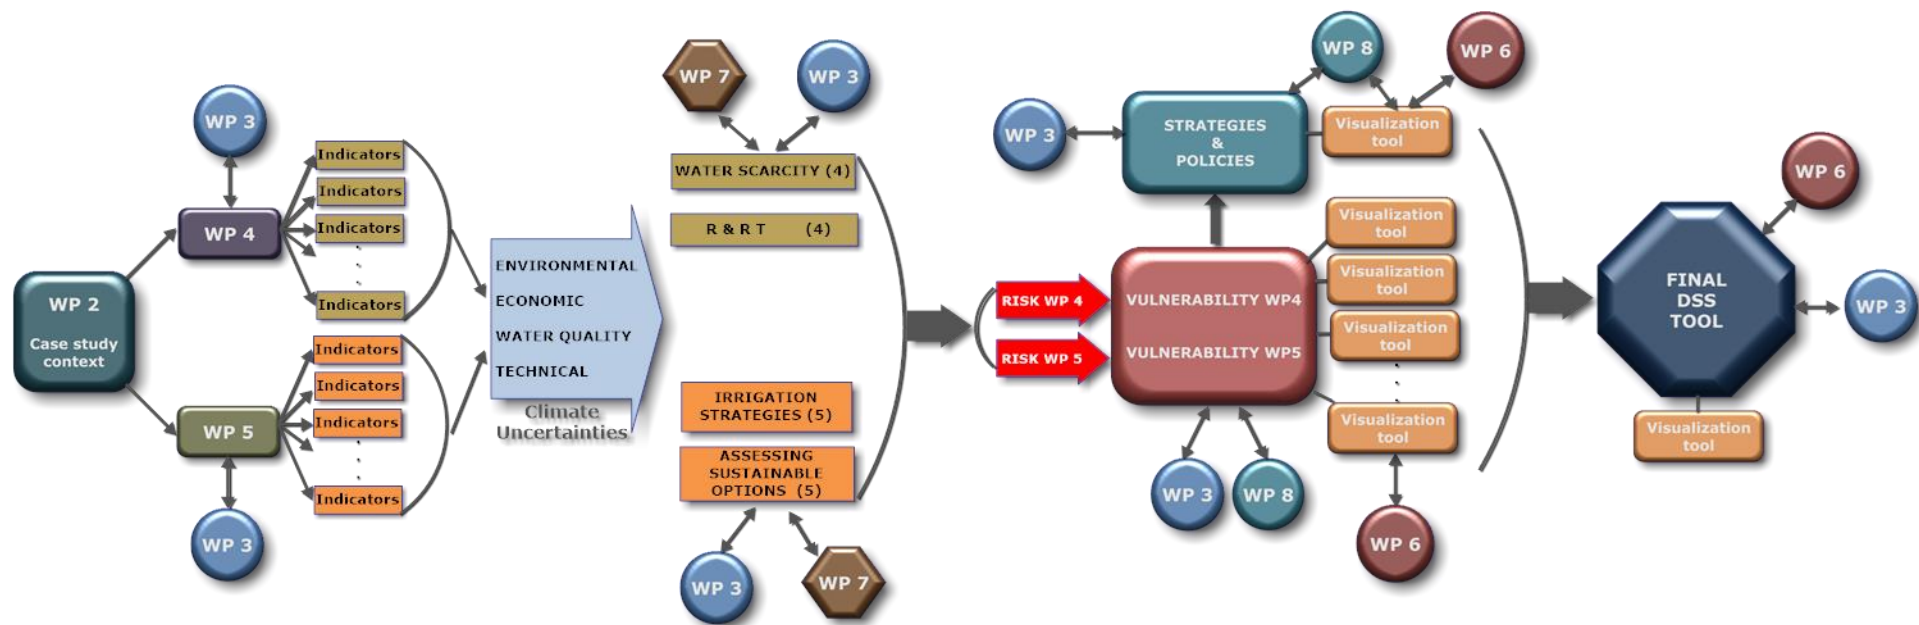 WP 3
WP 4
WP 2
Case study
context
WP 5
WP 3
Indicators
Indicators
Indicators
Indicators
Indicators
Indicators
Indicators
Indicators
ENVIRONMENTAL
ECONOMIC
WATER QUALITY
TECHNICAL
Climate
Uncertainties
WP 7
WP 3
WATER SCARCITY (4)
R & R T (4)
IRRIGATION
STRATEGIES (5)
ASSESSING
SUSTAINABLE
OPTIONS (5)
WP 3
WP 7
WP 3
STRATEGIES
&
POLICIES
WP 8
WP 6
Visualization
tool
RISK WP 4
RISK WP 5
VULNERABILITY WP4
VULNERABILITY WP5
Visualization
tool
Visualization
tool
Visualization
tool
Visualization
tool
WP 3
WP 8
WP 6
FINAL
DSS
TOOL
WP 6
WP 3
Visualization
tool